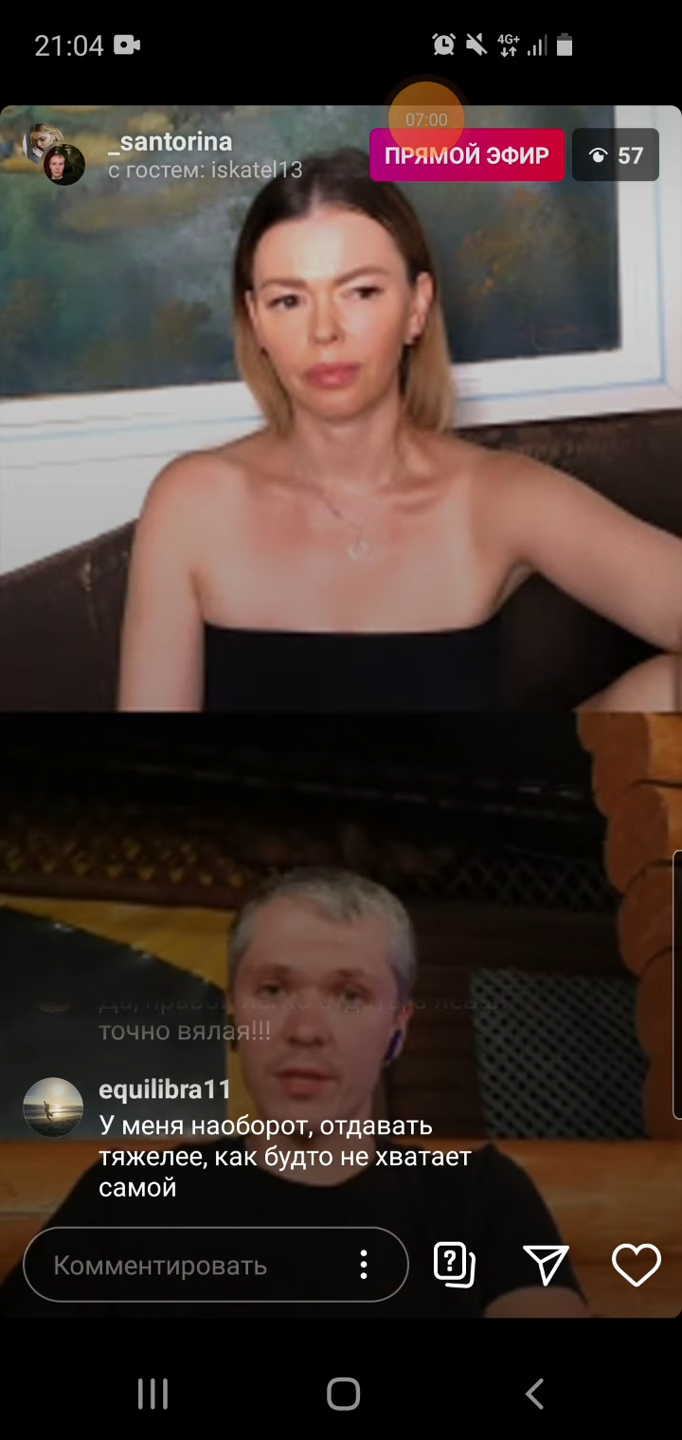 21:04
4G+
07:00
_santorina
с гостем: iskatel13
ПРЯМОЙ ЭФИР
57
точно вялая!!!
equilibra11
У меня наоборот, отдавать
тяжелее, как будто не хватает
самой
Комментировать